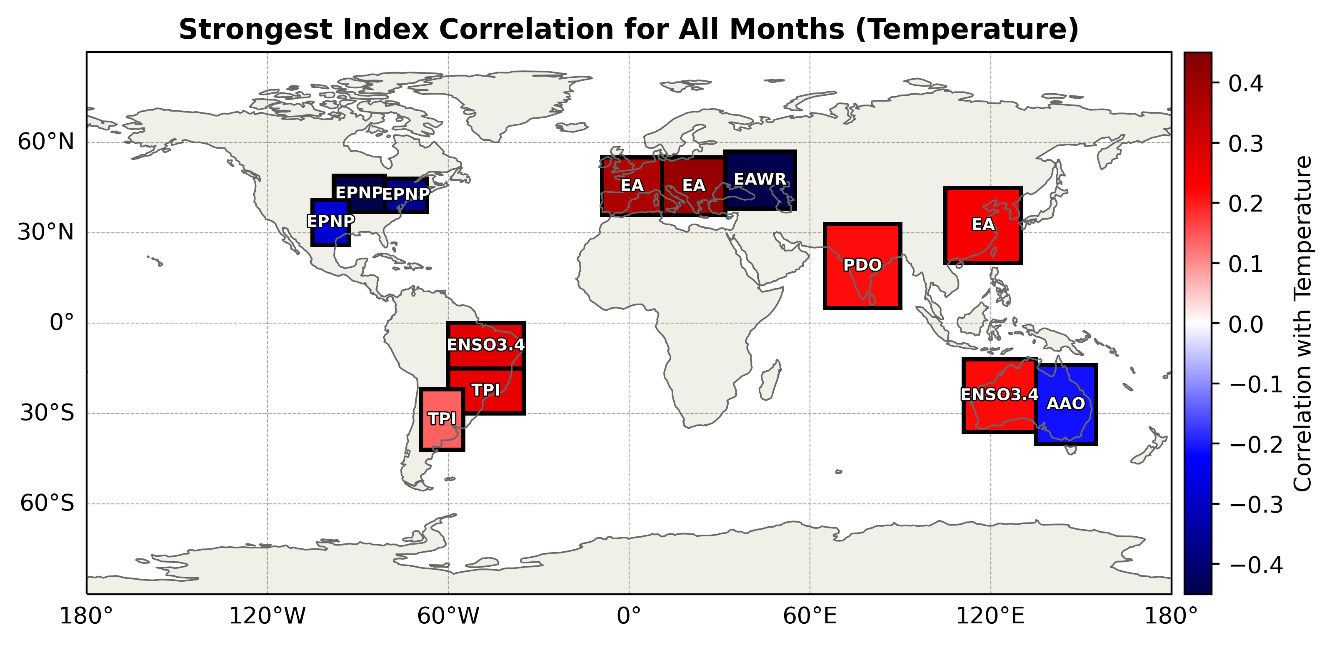 Strongest Index Correlation for All Months (Temperature)
60°N
30°N
0°
30°S
60°S
180°
120°W
60°W
0°
60°E
120°E
180°
EPNP
EPNP
EPNP
EA
EA
EAWR
EA
PDO
ENSO3.4
TPI
TPI
ENSO3.4
AAO
0.4
0.3
0.2
0.1
0.0
−0.1
−0.2
−0.3
−0.4
Correlation with Temperature